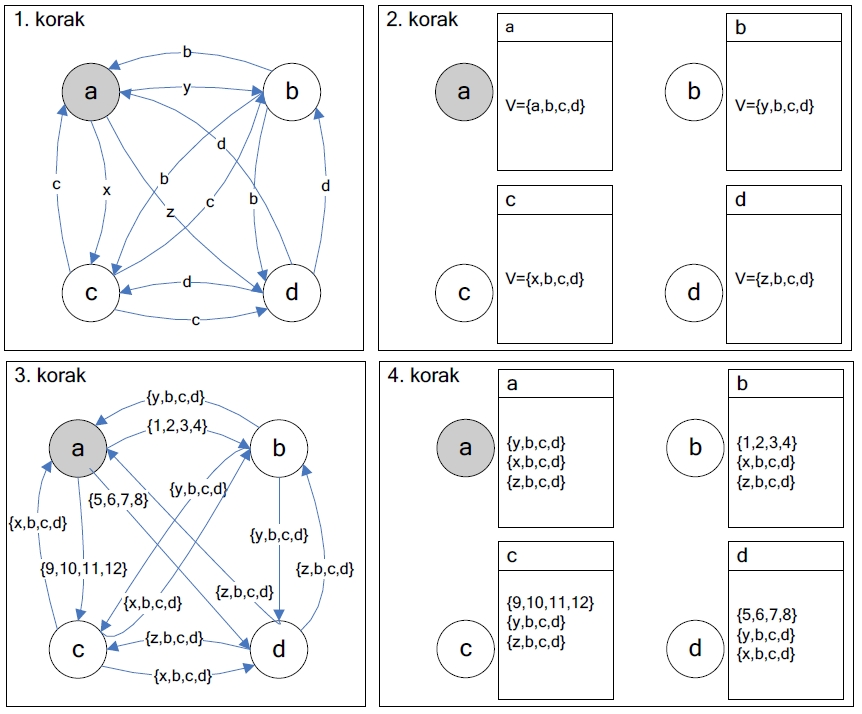 1. korak
b
a
y
b
d
c
x
b
z
c
b
d
c
d
d
c
2. korak
a
a
V={a,b,c,d}
b
b
V={y,b,c,d}
c
c
V={x,b,c,d}
d
d
V={z,b,c,d}
3. korak
{y,b,c,d}
{1,2,3,4}
a
b
{y,b,c,d}
{5,6,7,8}
{x,b,c,d}
{y,b,c,d}
{9,10,11,12}
{z,b,c,d}
{z,b,c,d}
{x,b,c,d}
{z,b,c,d}
c
d
{x,b,c,d}
4. korak
a
a
{y,b,c,d}
{x,b,c,d}
{z,b,c,d}
b
b
{1,2,3,4}
{x,b,c,d}
{z,b,c,d}
c
c
{9,10,11,12}
{y,b,c,d}
{z,b,c,d}
d
d
{5,6,7,8}
{y,b,c,d}
{x,b,c,d}